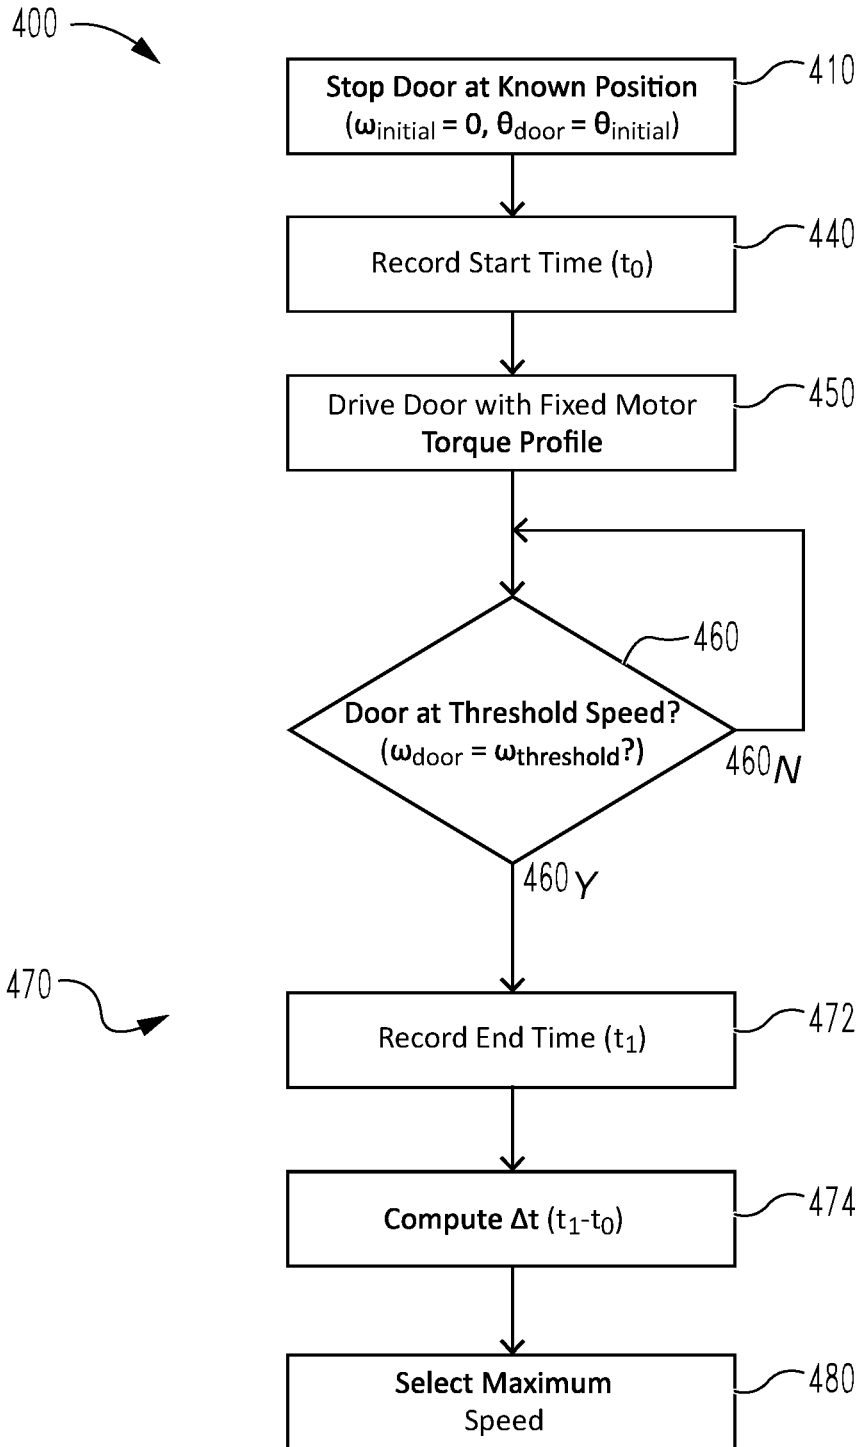 400
410
Stop Door at Known Position
(ωinitial = 0, θdoor = θinitial)
440
Record Start Time (t0)
450
Drive Door with Fixed Motor
Torque Profile
460
Door at Threshold Speed?
(ωdoor = ωthreshold?)
460N
460Y
470
472
Record End Time (t1)
474
Compute Δt (t1-t0)
480
Select Maximum
Speed